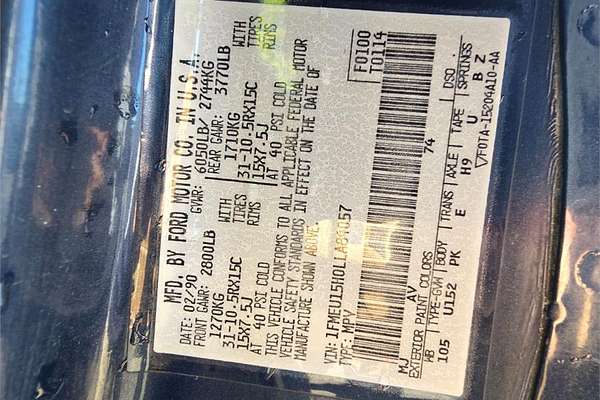 MFD. BY FORD MOTOR CO. IN U.S.A.
DATE: 02/90 GVWR: 6050LB/ 2744KG
FRONT GAWR: 2800LB REAR GAWR: 3770LB
1270KG WITH 1710KG WITH
31-10.5RX15C TIRES 31-10.5RX15C TIRES
15X7.5J RIMS 15X7.5J RIMS
AT 40 PSI COLD AT 40 PSI COLD
THIS VEHICLE CONFORMS TO ALL APPLICABLE FEDERAL MOTOR
VEHICLE SAFETY STANDARDS IN EFFECT ON THE DATE OF
MANUFACTURE SHOWN ABOVE.
VIN: F0100
TYPE: MPV T0114
MJ AV 74
EXTERIOR PAINT COLORS DSO
WB TYPE-GVW BODY TRANS AXLE TAPE SPRINGS
105 U152 PK E H9 U B Z
F0TA-15204A10-AA